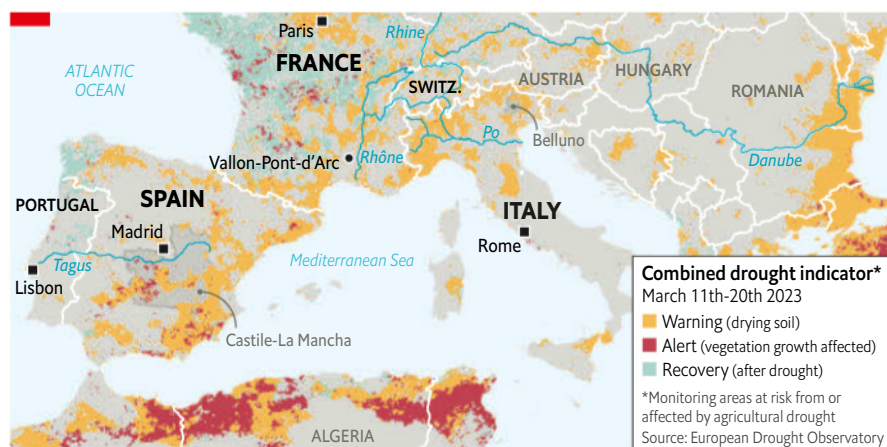 Paris
Rhine
FRANCE
ATLANTIC
OCEAN
SWITZ.
AUSTRIA
HUNGARY
ROMANIA
Po
Belluno
Vallon-Pont-d'Arc
Rhône
Danube
PORTUGAL
SPAIN
ITALY
Madrid
Rome
Tagus
Lisbon
Mediterranean Sea
Castile-La Mancha
ALGERIA
Combined drought indicator*
March 11th-20th 2023
Warning (drying soil)
Alert (vegetation growth affected)
Recovery (after drought)
*Monitoring areas at risk from or
affected by agricultural drought
Source: European Drought Observatory